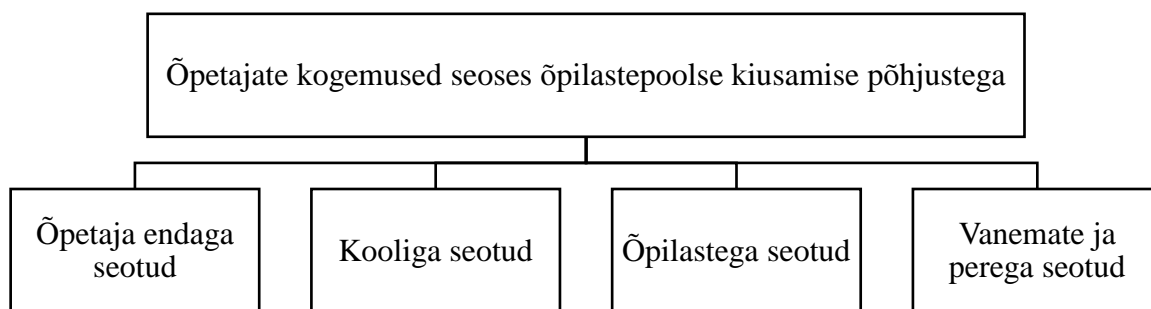 Õpetajate kogemused seoses õpilastepoolse kiusamise põhjustega
Õpetaja endaga
seotud
Kooliga seotud
Õpilastega seotud
Vanemate ja
perega seotud